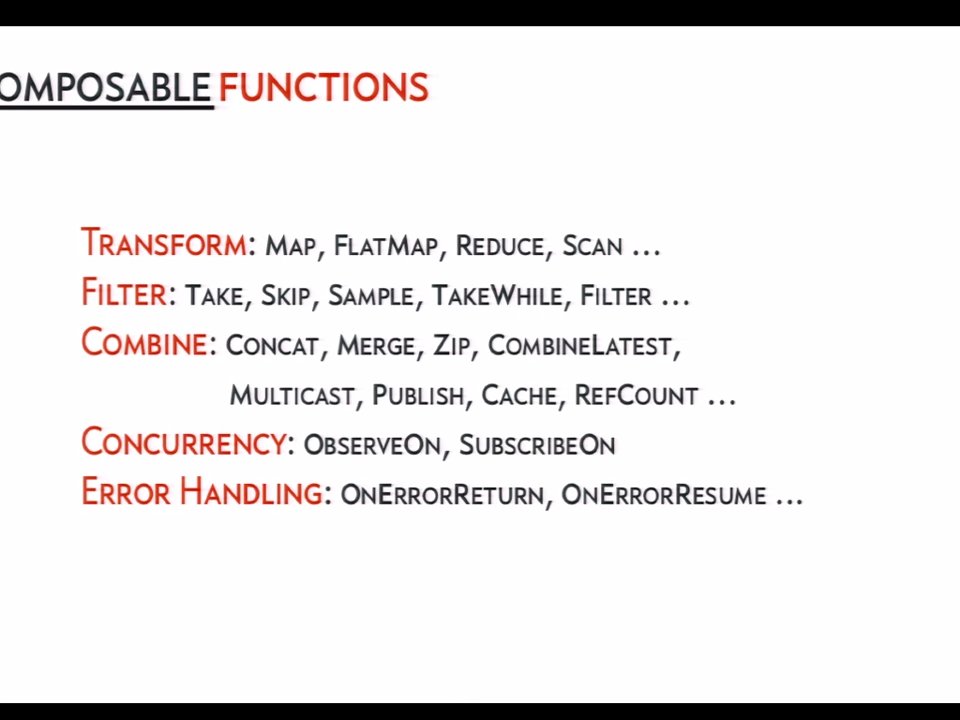 OMPOSABLE FUNCTIONS
TRANSFORM: MAP, FLATMAP, REDUCE, SCAN ...
FILTER: TAKE, SKIP, SAMPLE, TAKEWHILE, FILTER ...
COMBINE: CONCAT, MERGE, ZIP, COMBINELATEST,
MULTICAST, PUBLISH, CACHE, REFCOUNT ...
CONCURRENCY: OBSERVEON, SUBSCRIBEON
ERROR HANDLING: ONERRORRETURN, ONERRORRESUME ...